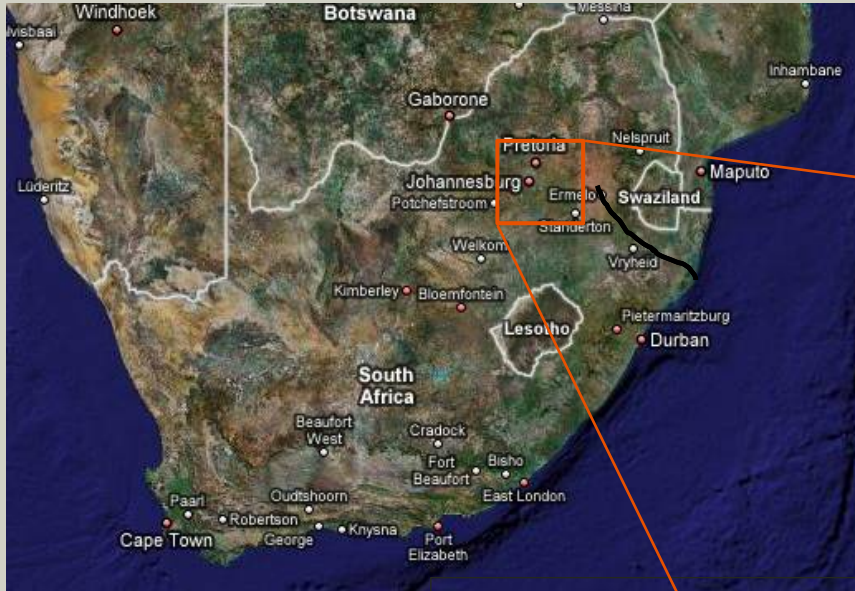 Windhoek
Botswana
Messina
lvisbaai
Inhambane
Gaborone
Nelspruit
Pretoria
Maputo
Johannesburg
Lüderitz
Ermelo
Swaziland
Potchefstroom
Standerton
Welkom
Vryheid
Kimberley
Bloemfontein
Pietermaritzburg
Lesotho
Durban
South
Africa
Beaufort
West
Cradock
Fort
Beaufort
Bisho
East London
Paarl
Oudtshoorn
Robertson
Cape Town
George
Knysna
Port
Elizabeth